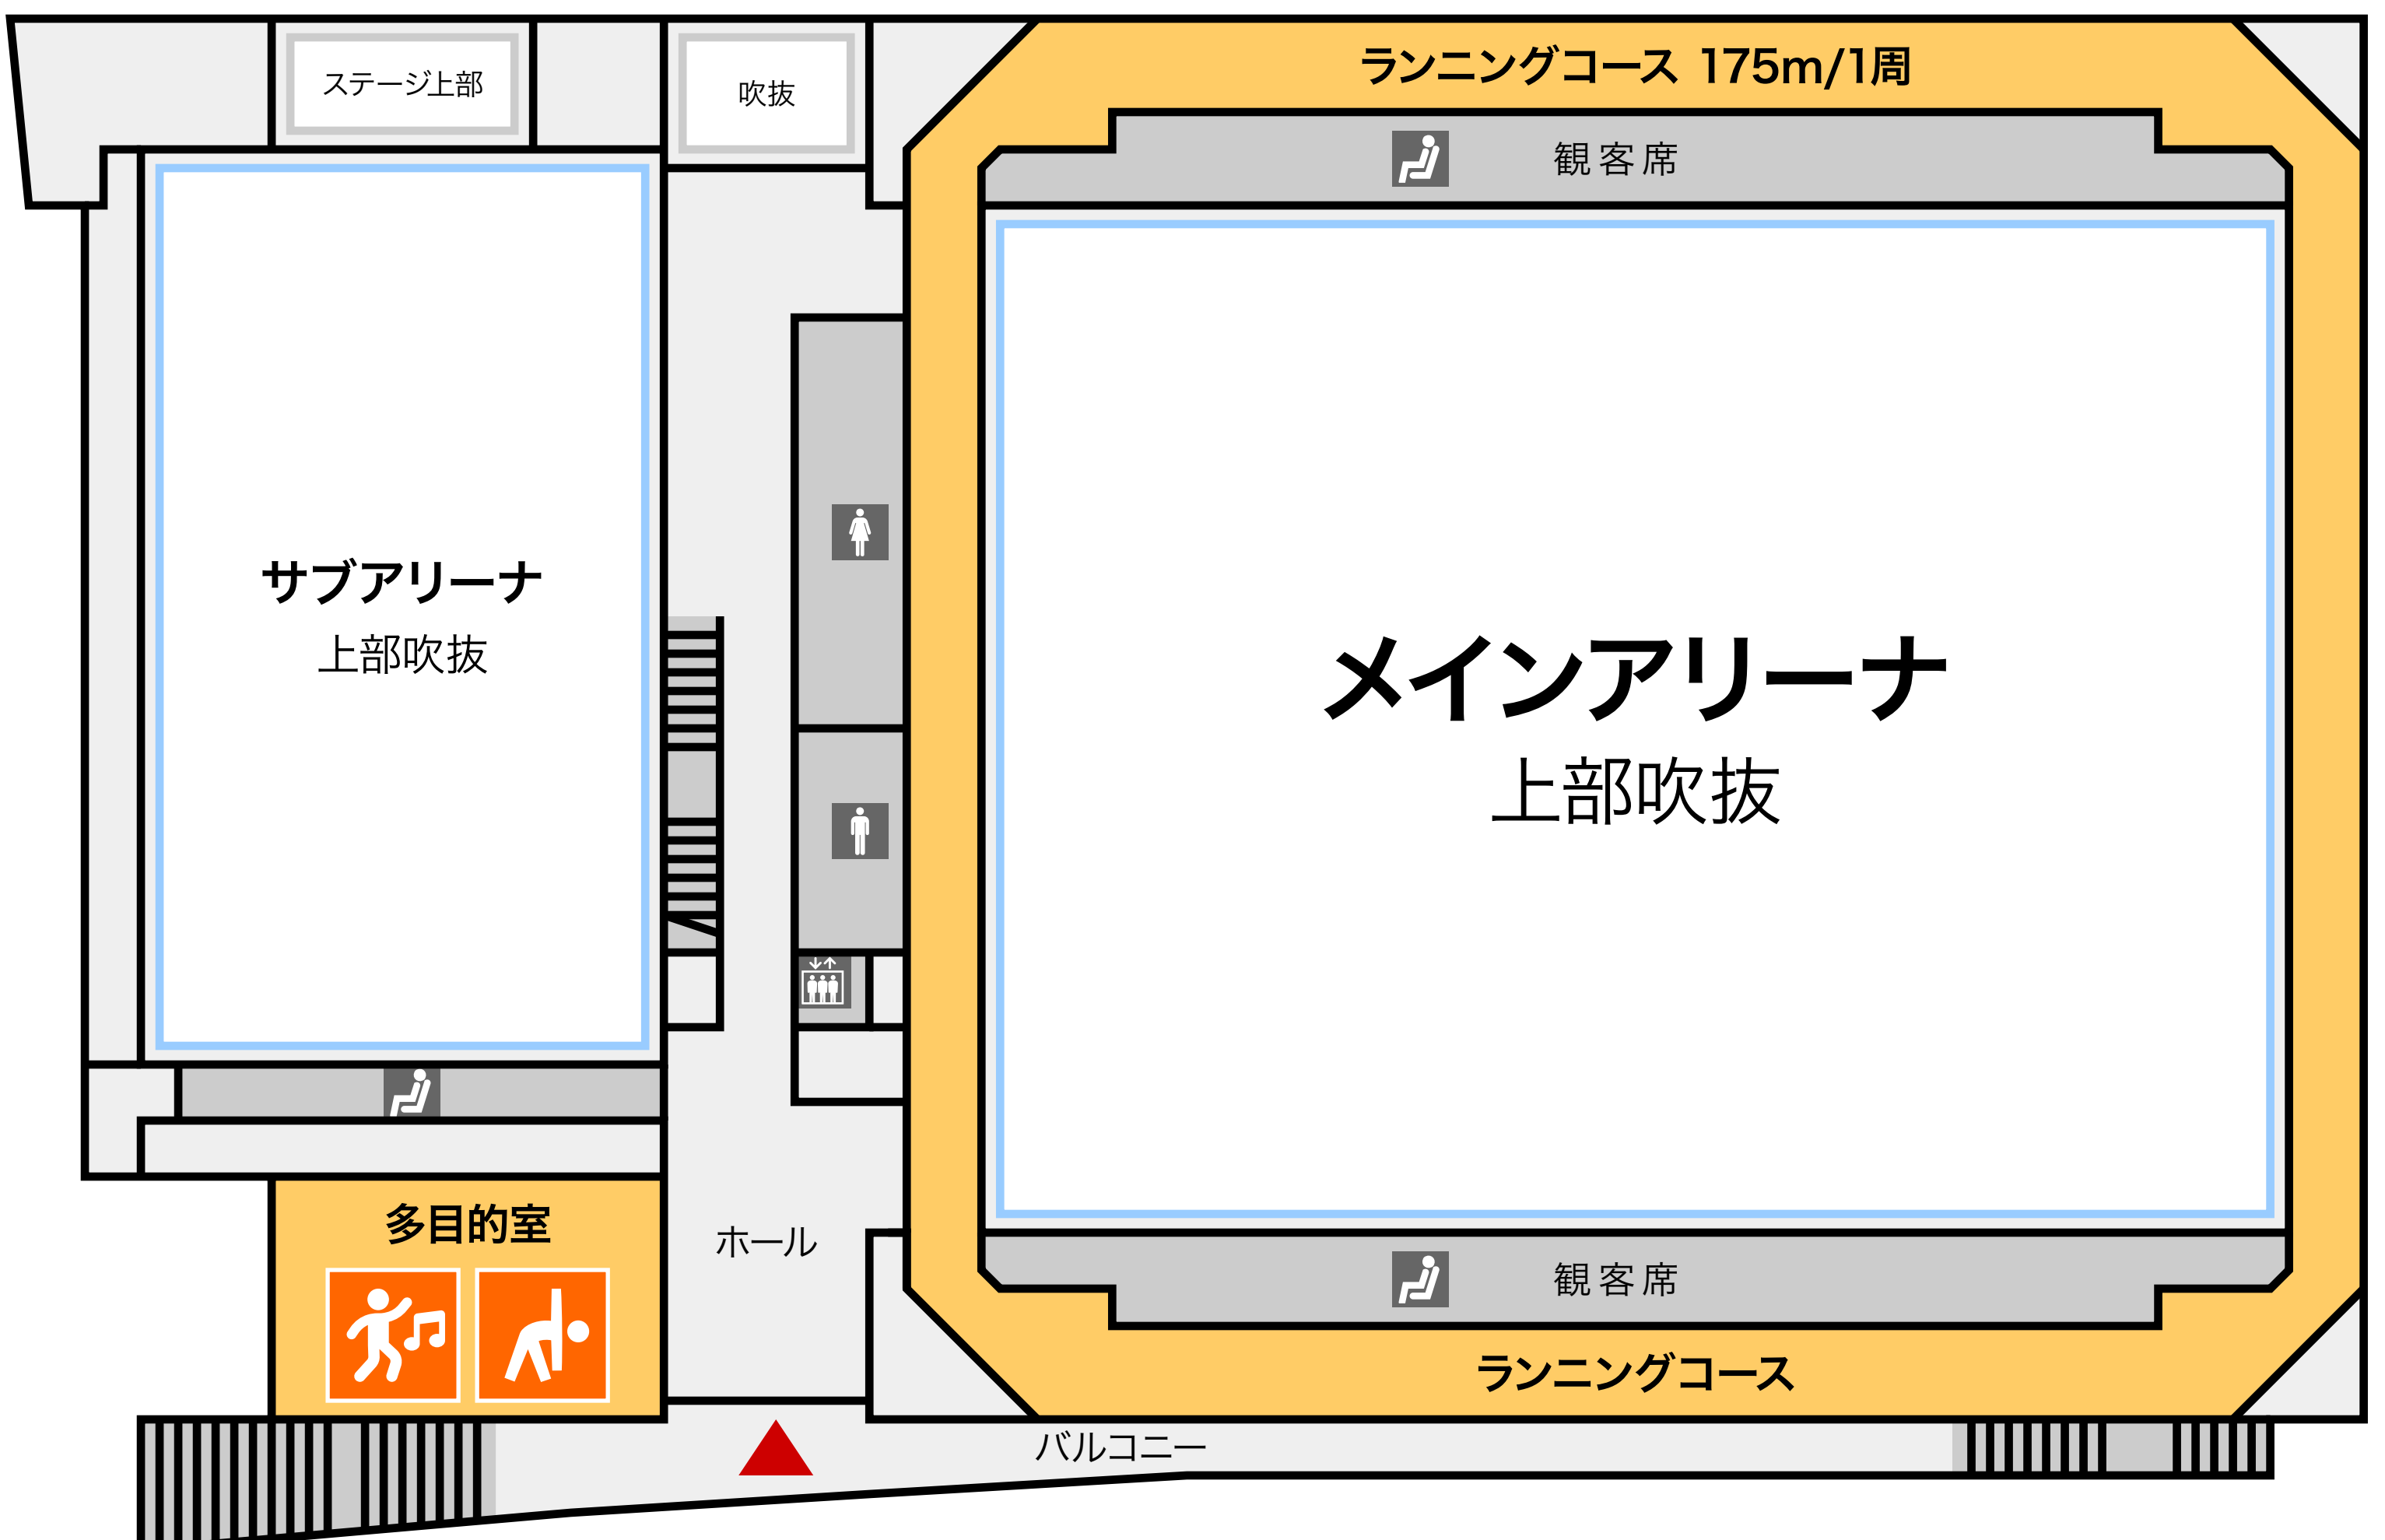 ランニングコース 175m/1周
ステージ上部
吹抜
観客席
サブアリーナ
上部吹抜
メインアリーナ
上部吹抜
多目的室
ホール
観客席
ランニングコース
バルコニー